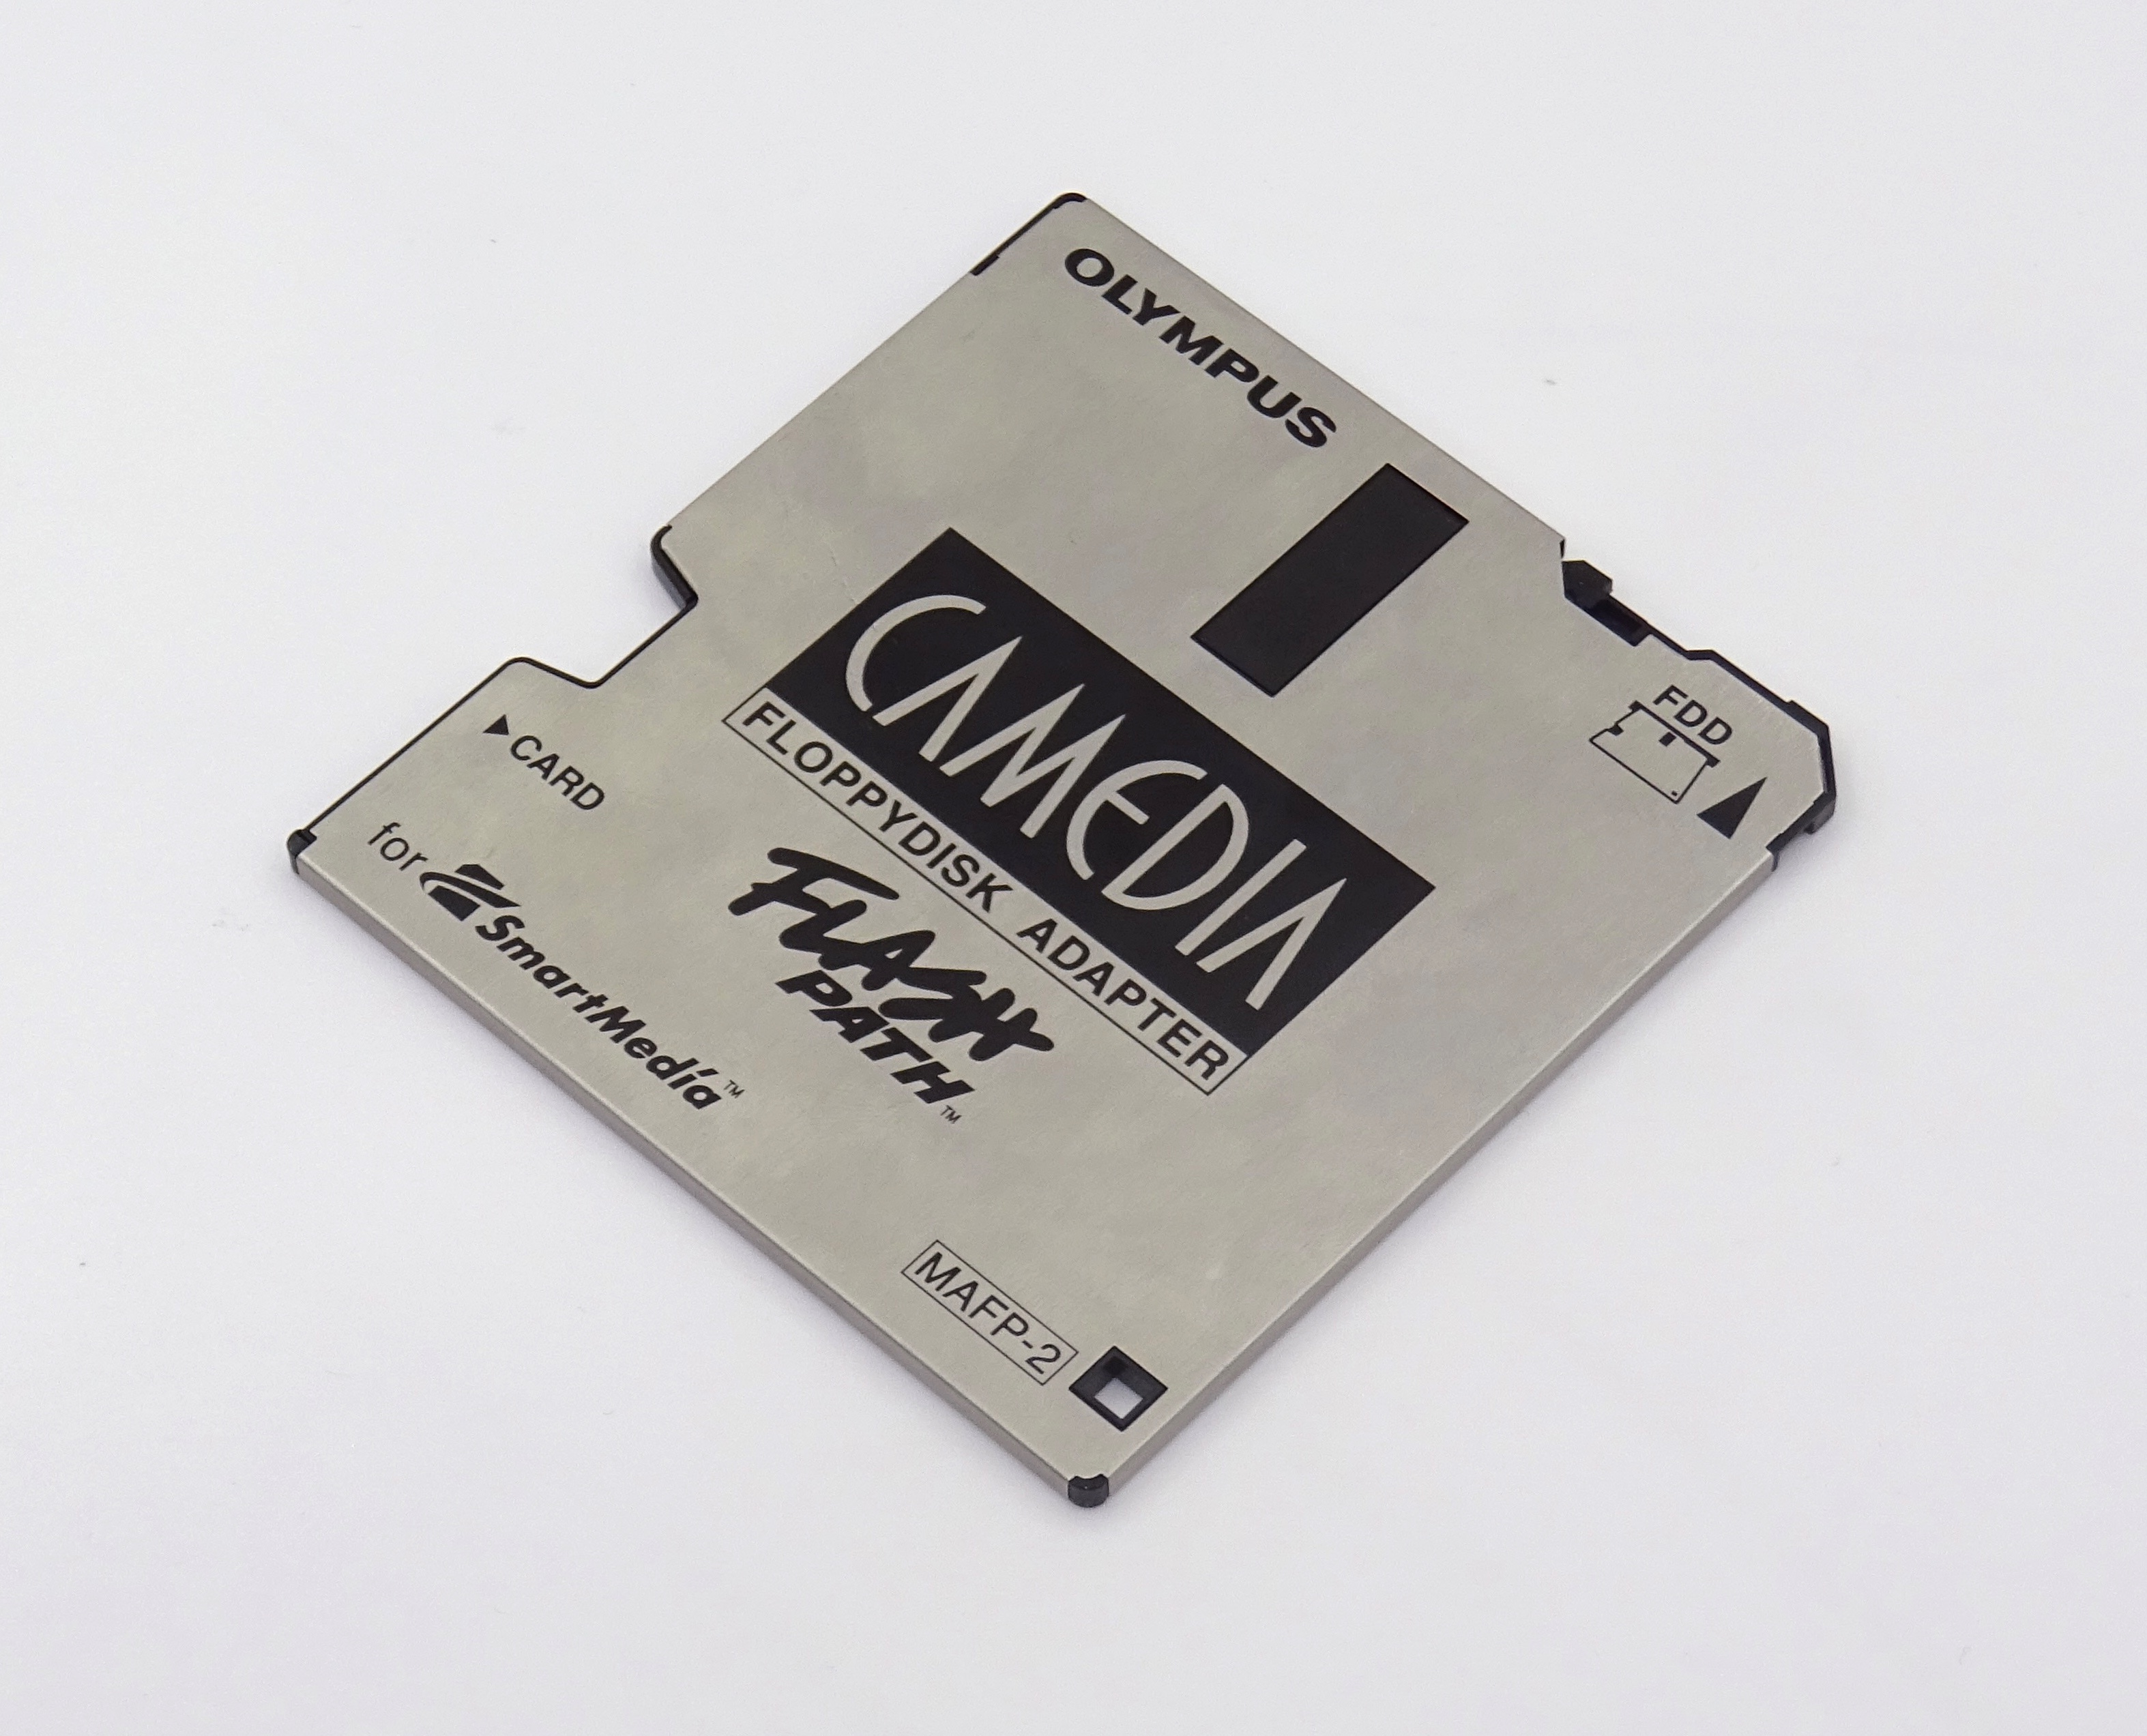 OLYMPUS
FDD
CAMEDIA
FLOPPYDISK ADAPTER
CARD
FLASH
PATH™
for SmartMedia™
MAFP-2